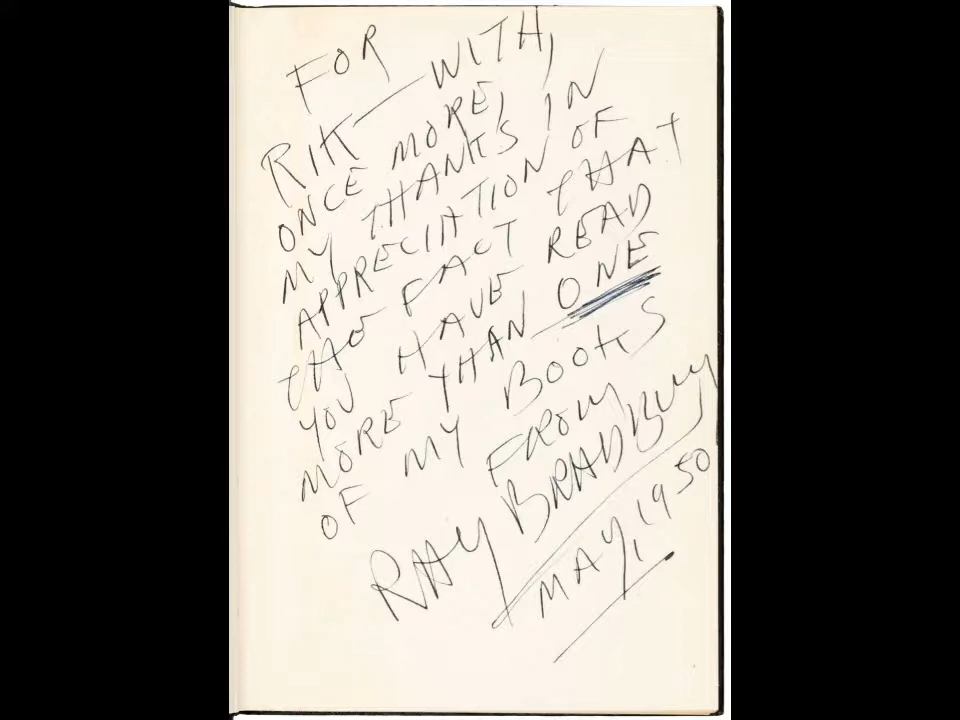 FOR
RIK — WITH,
ONCE MORE,
MY THANKS IN
APPRECIATION OF
THE FACT THAT
YOU HAVE READ
MORE THAN ONE
OF MY BOOKS
FROM
RAY BRADBURY
MAY, 1950